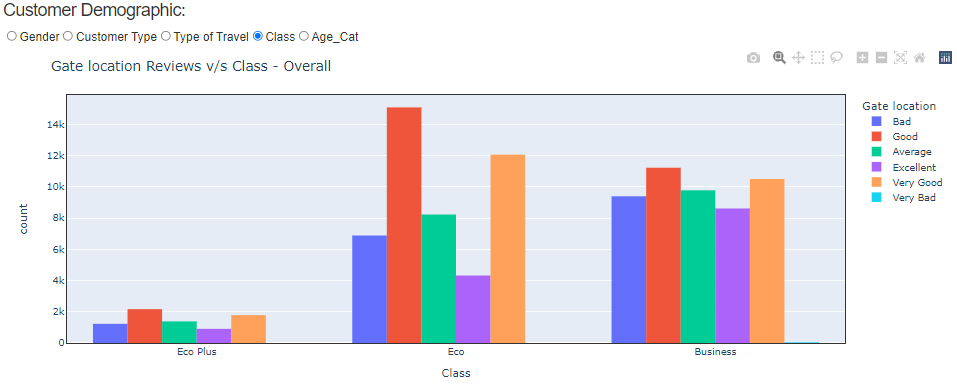 Customer Demographic:
Gender Customer Type Type of Travel Class Age_Cat
Gate location Reviews v/s Class - Overall
Gate location
Bad
Good
Average
Excellent
Very Good
Very Bad
14k
12k
10k
8k
6k
4k
2k
0
count
Eco Plus Eco Business
Class